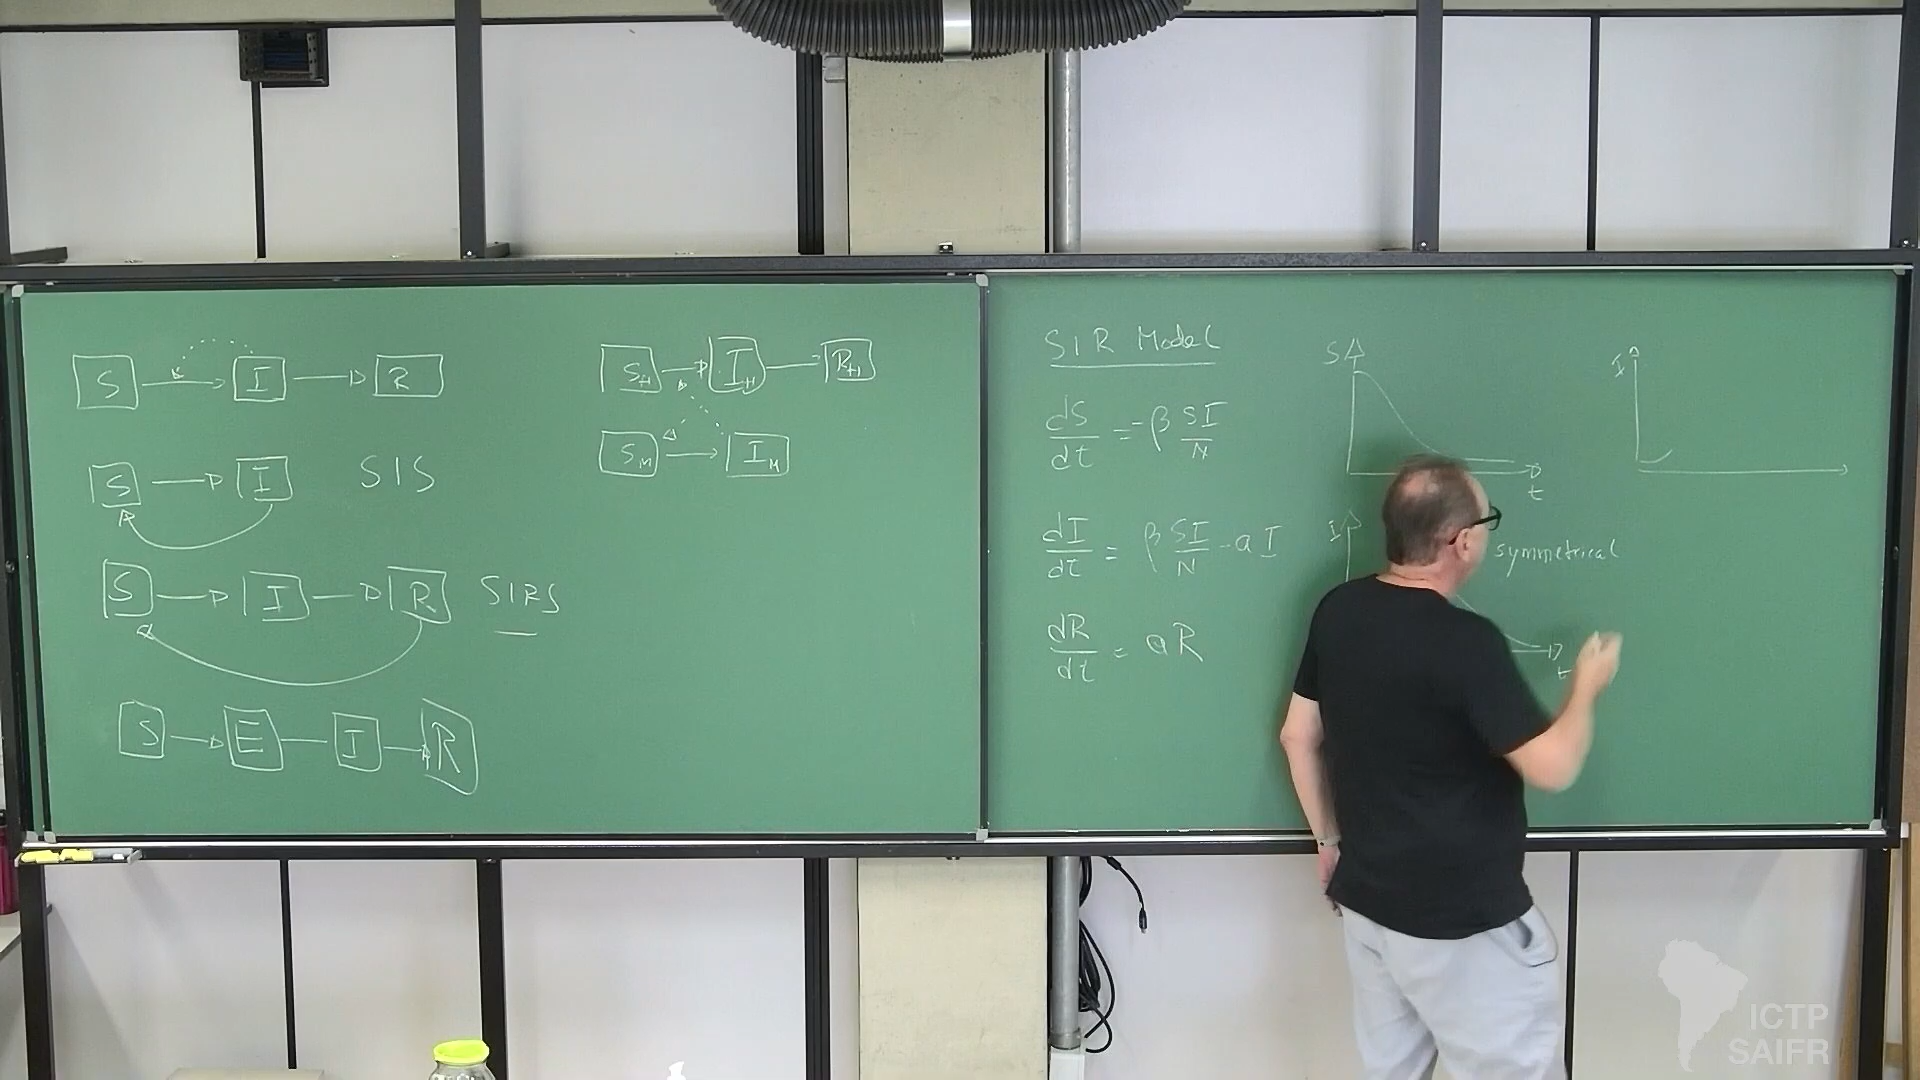 S I R
S I SIS
S I R SIRS
S E I R
S_H I_H R_H
S_M I_M
SIR Model
dS/dt = -β SI/N
dI/dt = β SI/N - a I
dR/dt = a R
S
t
I
symmetrical
t
I
ICTP
SAIFR